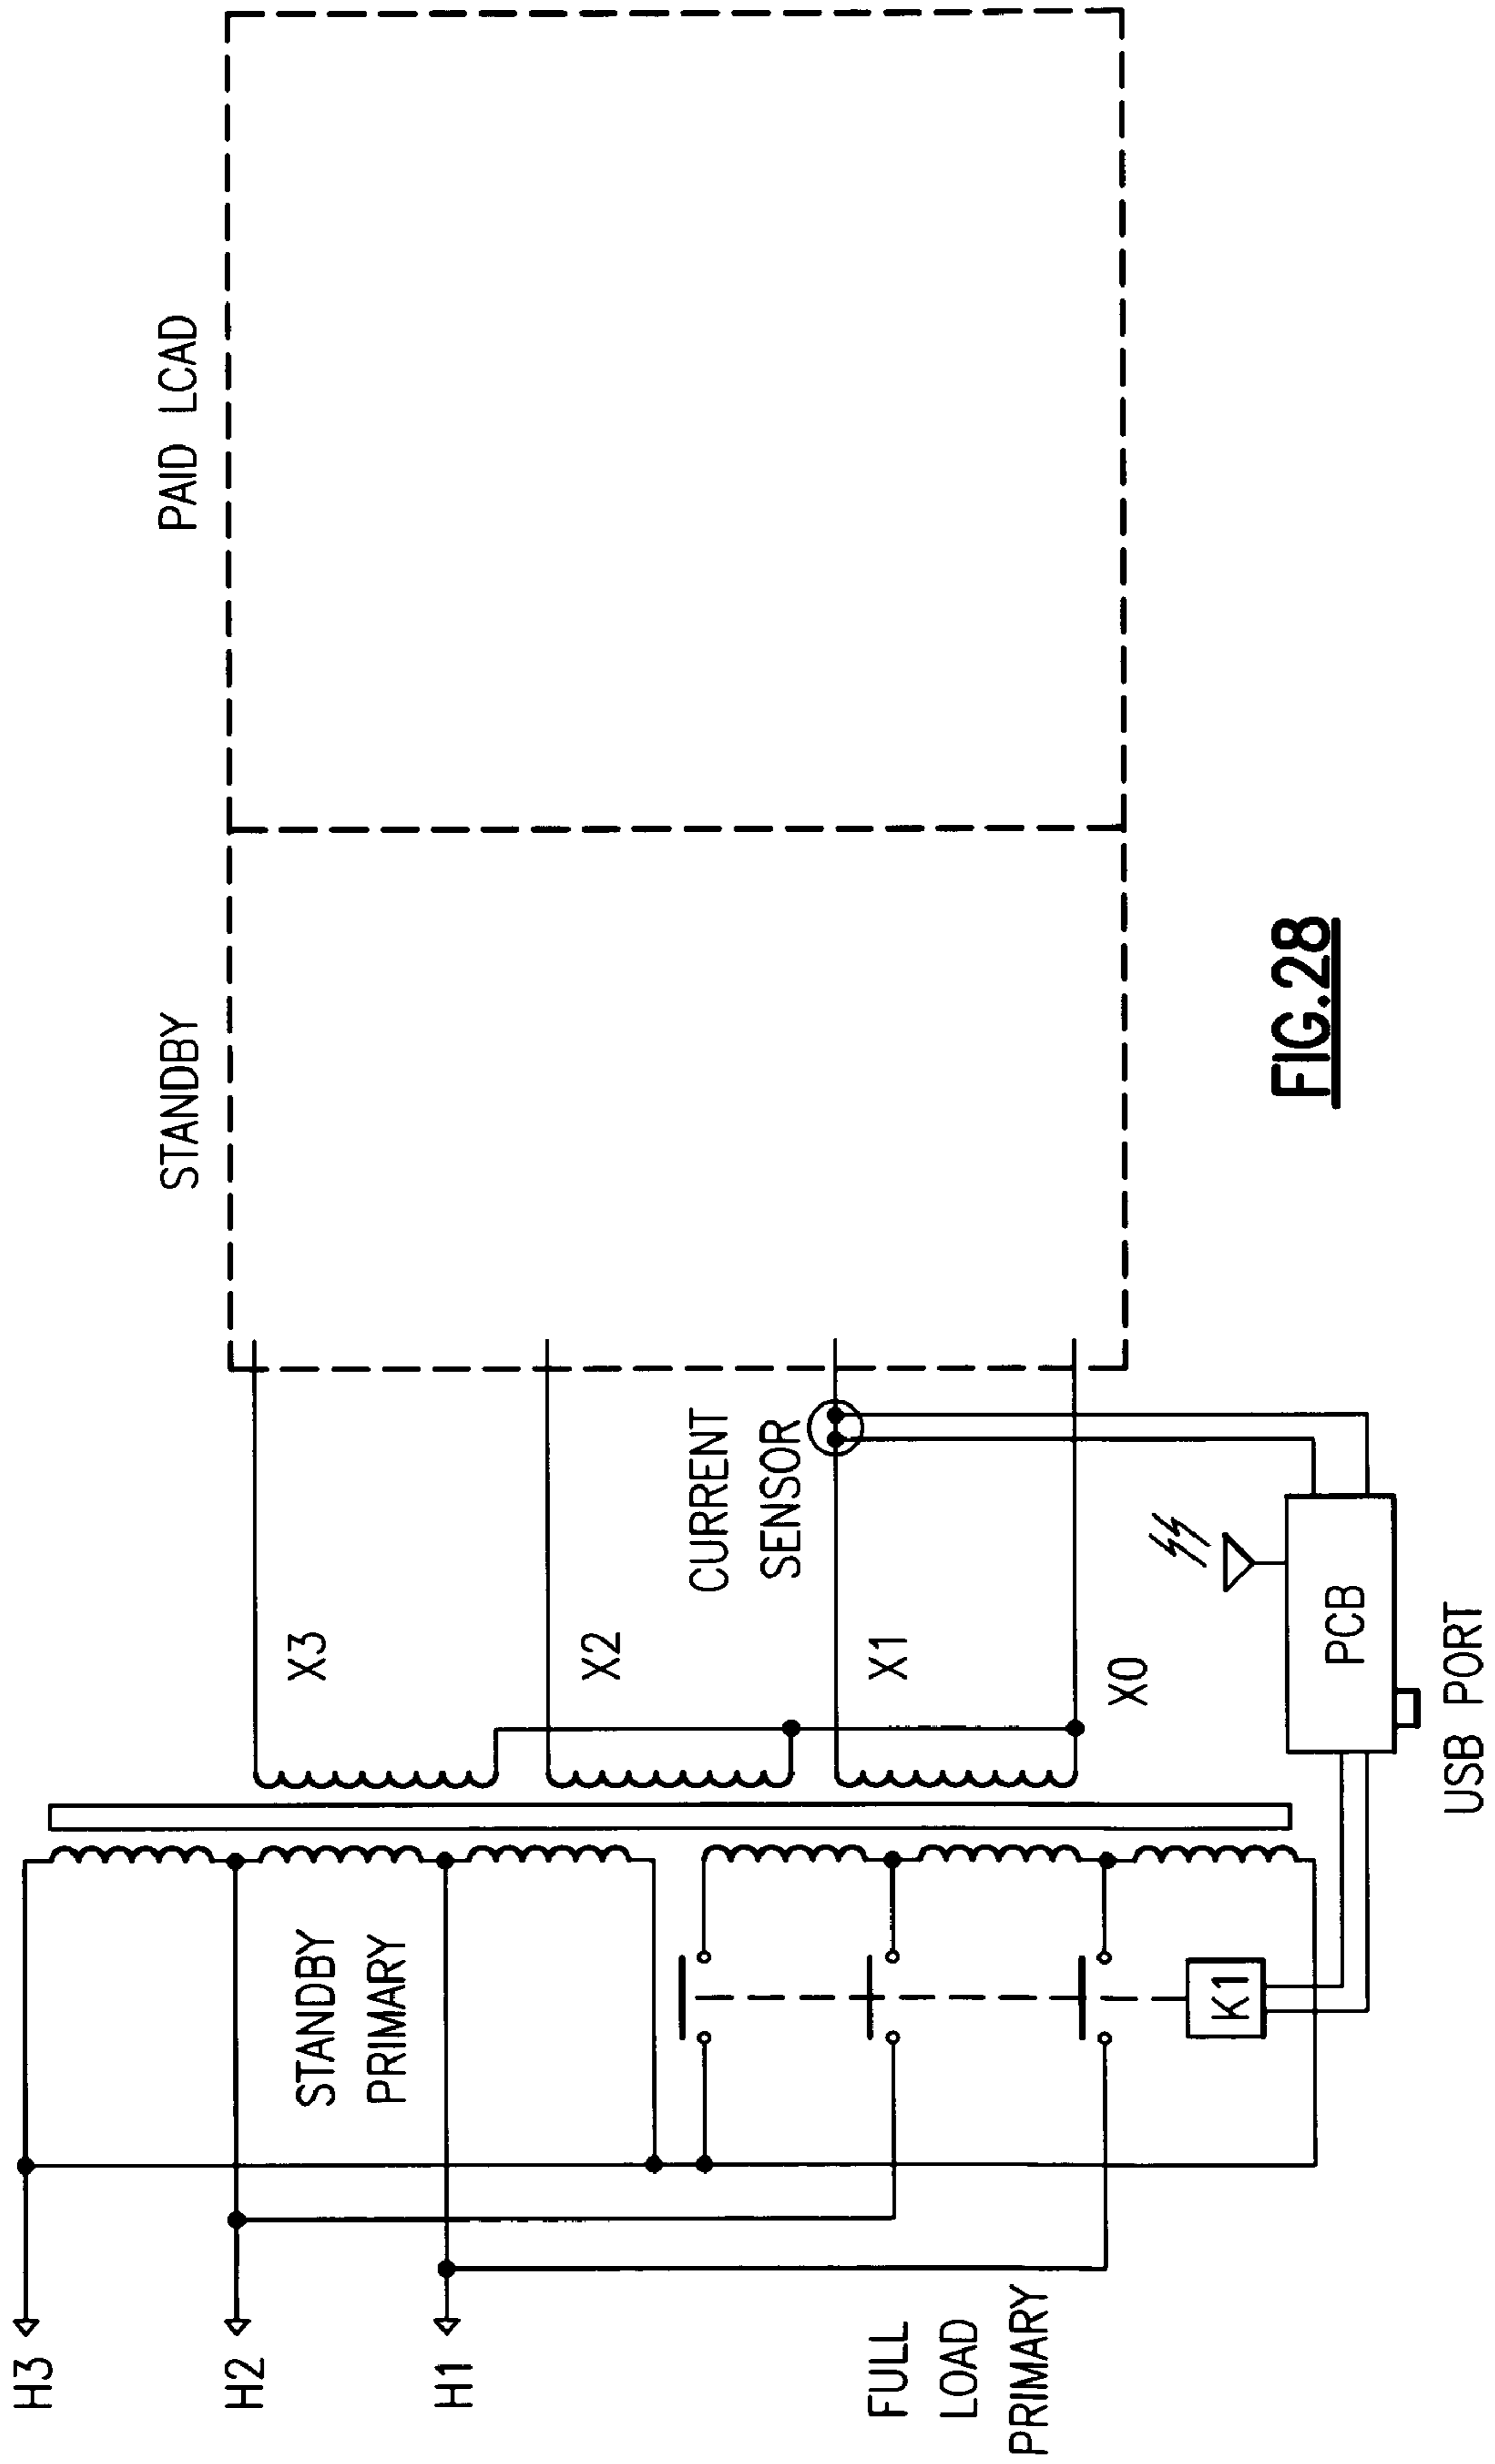 H3
H2
H1
STANDBY
PRIMARY
FULL
LOAD
PRIMARY
K1
X3
X2
X1
X0
CURRENT
SENSOR
PCB
USB PORT
STANDBY
PAID LCAD
FIG.28